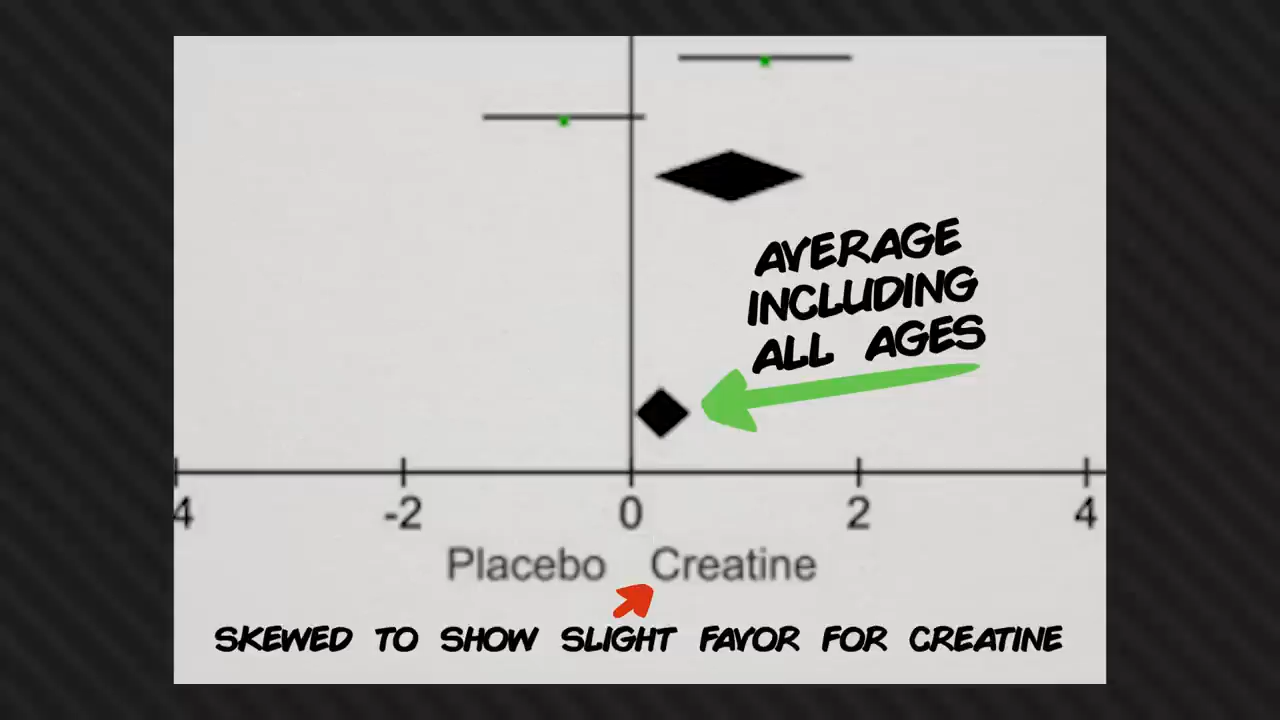 AVERAGE
INCLUDING
ALL AGES
4 -2 0 2 4
Placebo Creatine
SKEWED TO SHOW SLIGHT FAVOR FOR CREATINE